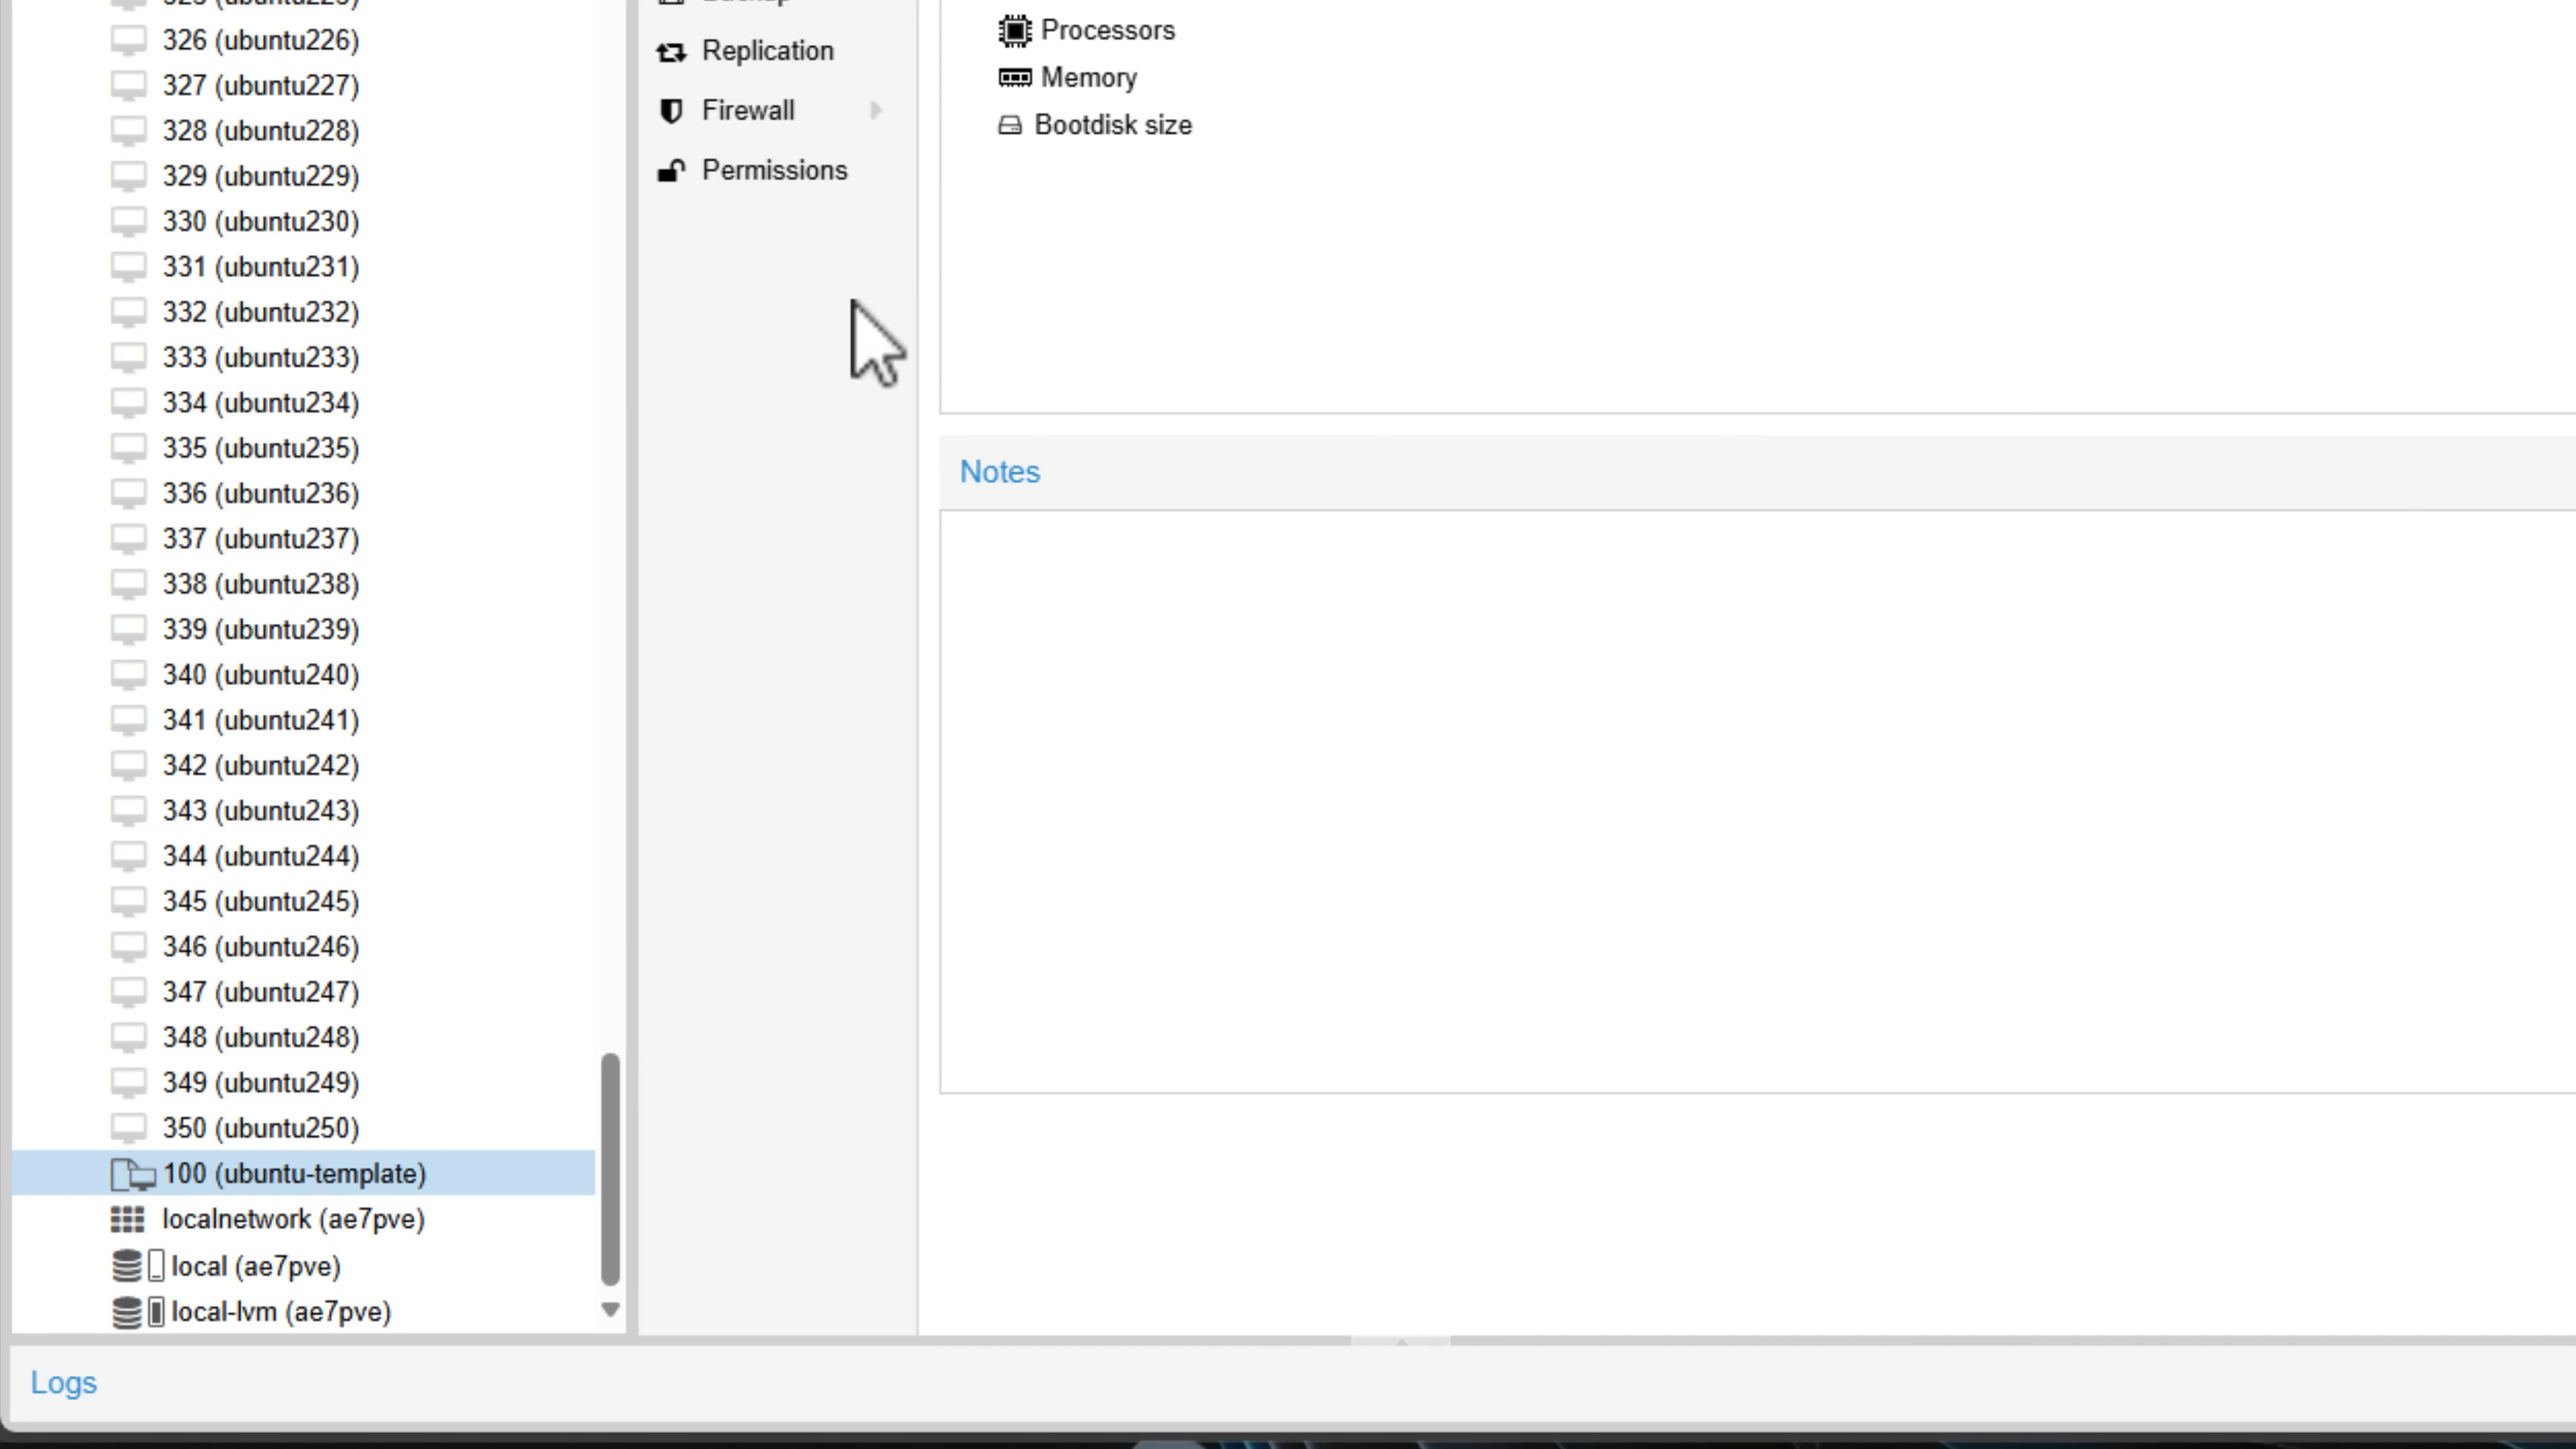 326 (ubuntu226)
327 (ubuntu227)
328 (ubuntu228)
329 (ubuntu229)
330 (ubuntu230)
331 (ubuntu231)
332 (ubuntu232)
333 (ubuntu233)
334 (ubuntu234)
335 (ubuntu235)
336 (ubuntu236)
337 (ubuntu237)
338 (ubuntu238)
339 (ubuntu239)
340 (ubuntu240)
341 (ubuntu241)
342 (ubuntu242)
343 (ubuntu243)
344 (ubuntu244)
345 (ubuntu245)
346 (ubuntu246)
347 (ubuntu247)
348 (ubuntu248)
349 (ubuntu249)
350 (ubuntu250)
100 (ubuntu-template)
localnetwork (ae7pve)
local (ae7pve)
local-lvm (ae7pve)
Replication
Firewall
Permissions
Processors
Memory
Bootdisk size
Notes
Logs